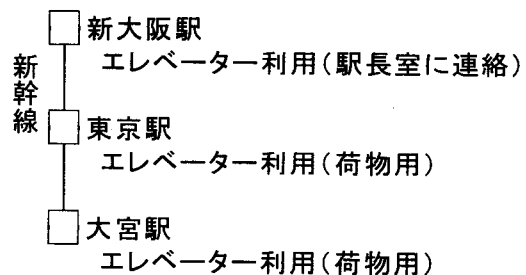 新大阪駅
エレベーター利用(駅長室に連絡)
新幹線
東京駅
エレベーター利用(荷物用)
大宮駅
エレベーター利用(荷物用)